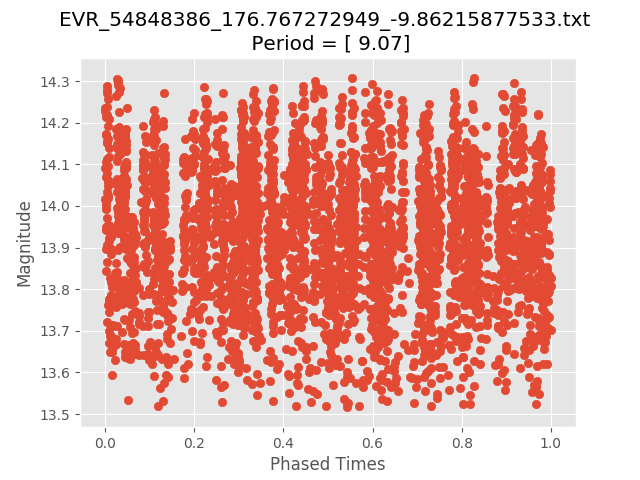 EVR_54848386_176.767272949_-9.86215877533.txt
Period = [ 9.07]
14.3
14.2
14.1
14.0
13.9
13.8
13.7
13.6
13.5
Magnitude
0.0 0.2 0.4 0.6 0.8 1.0
Phased Times